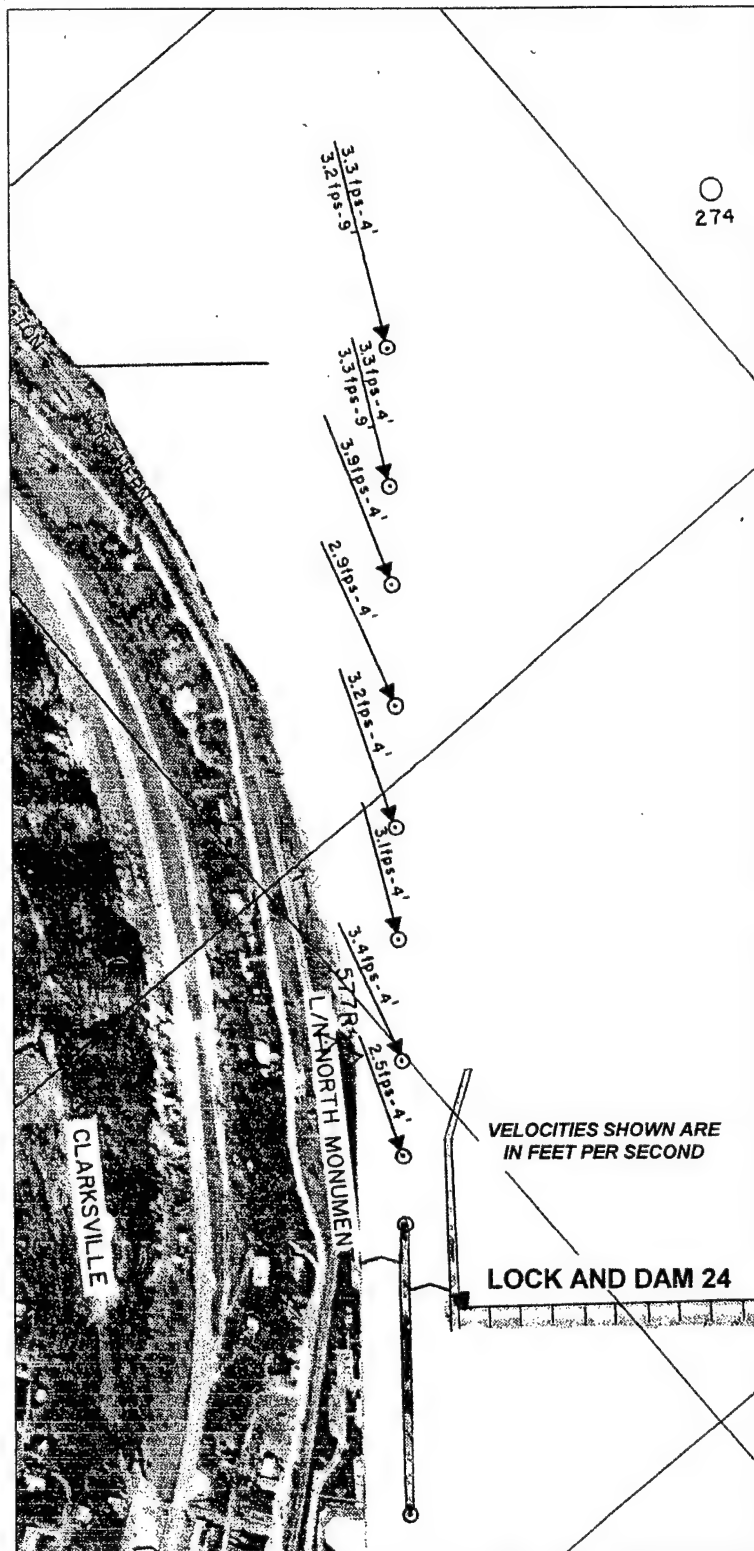 3.3 fps-4'
3.2 fps-9'
274
3.3 fps-4'
3.3 fps-9'
3.9 fps-4'
2.9 fps-4'
3.2 fps-4'
3.1 fps-4'
3.4 fps-4'
577R
L/N-NORTH MONUMENT
2.5 fps-4'
VELOCITIES SHOWN ARE
IN FEET PER SECOND
CLARKSVILLE
LOCK AND DAM 24